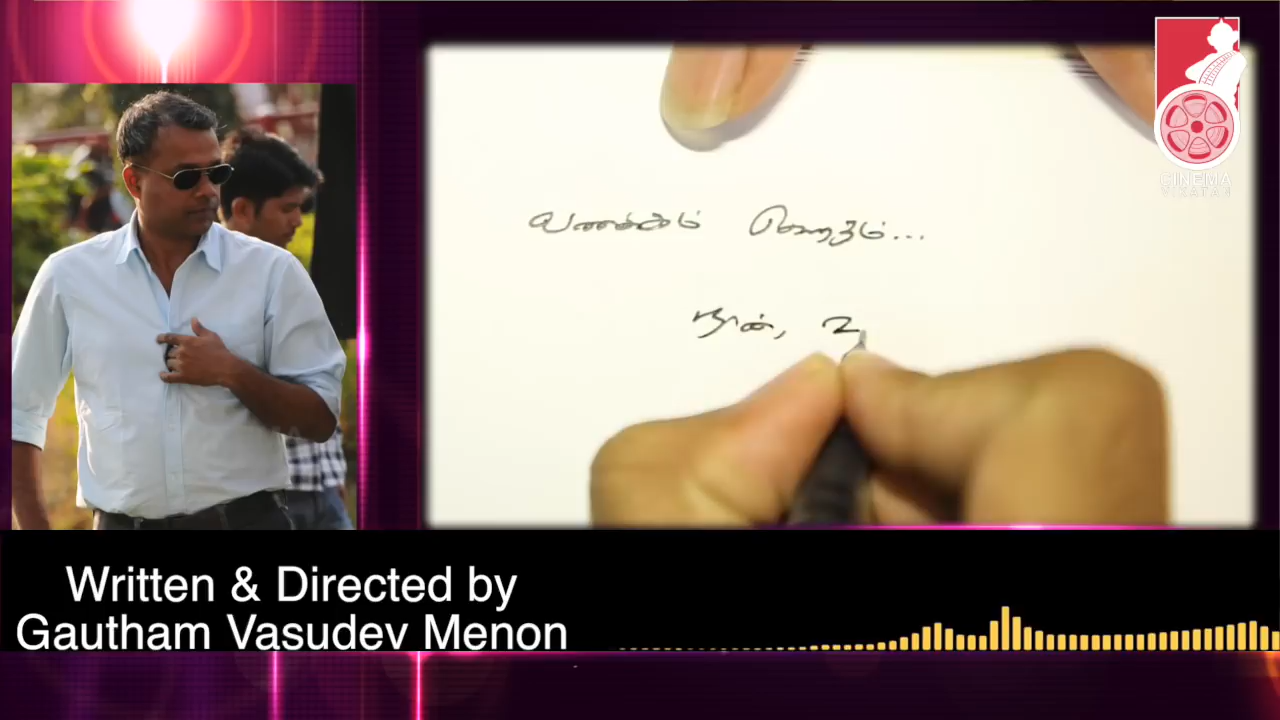 CINEMA
VIKATAN
வணக்கம்
நான், உ
Written & Directed by
Gautham Vasudev Menon